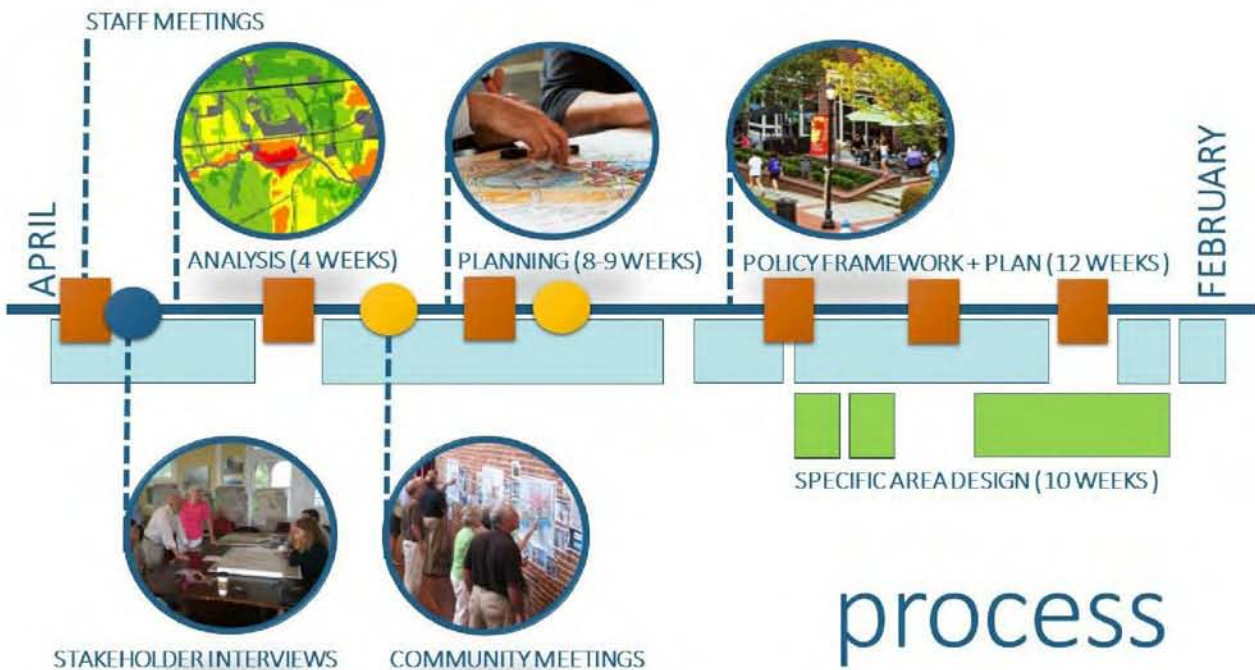 STAFF MEETINGS
APRIL
ANALYSIS (4 WEEKS)
PLANNING (8-9 WEEKS)
POLICY FRAMEWORK + PLAN (12 WEEKS)
FEBRUARY
SPECIFIC AREA DESIGN (10 WEEKS)
STAKEHOLDER INTERVIEWS
COMMUNITY MEETINGS
process